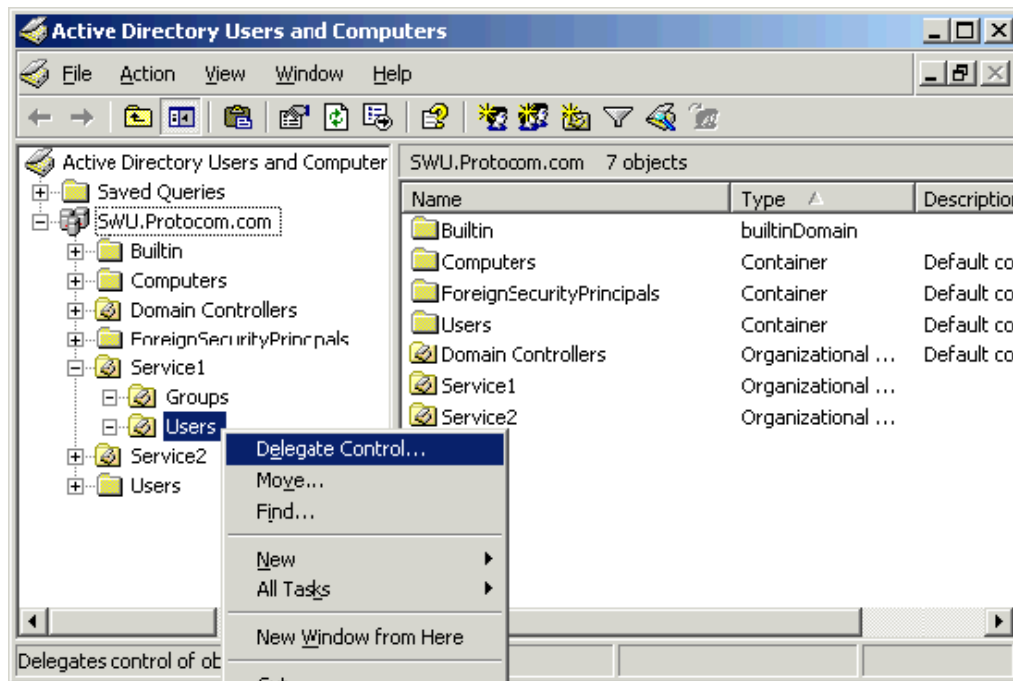 Active Directory Users and Computers
File Action View Window Help
Active Directory Users and Computer
Saved Queries
SWU.Protocom.com
Builtin
Computers
Domain Controllers
ForeignSecurityPrincipals
Service1
Groups
Users
Service2
Users
SWU.Protocom.com 7 objects
Name Type Description
Builtin builtinDomain
Computers Container Default co
ForeignSecurityPrincipals Container Default co
Users Container Default co
Domain Controllers Organizational ... Default co
Service1 Organizational ...
Service2 Organizational ...
Delegate Control...
Move...
Find...
New
All Tasks
New Window from Here
Delegates control of ob